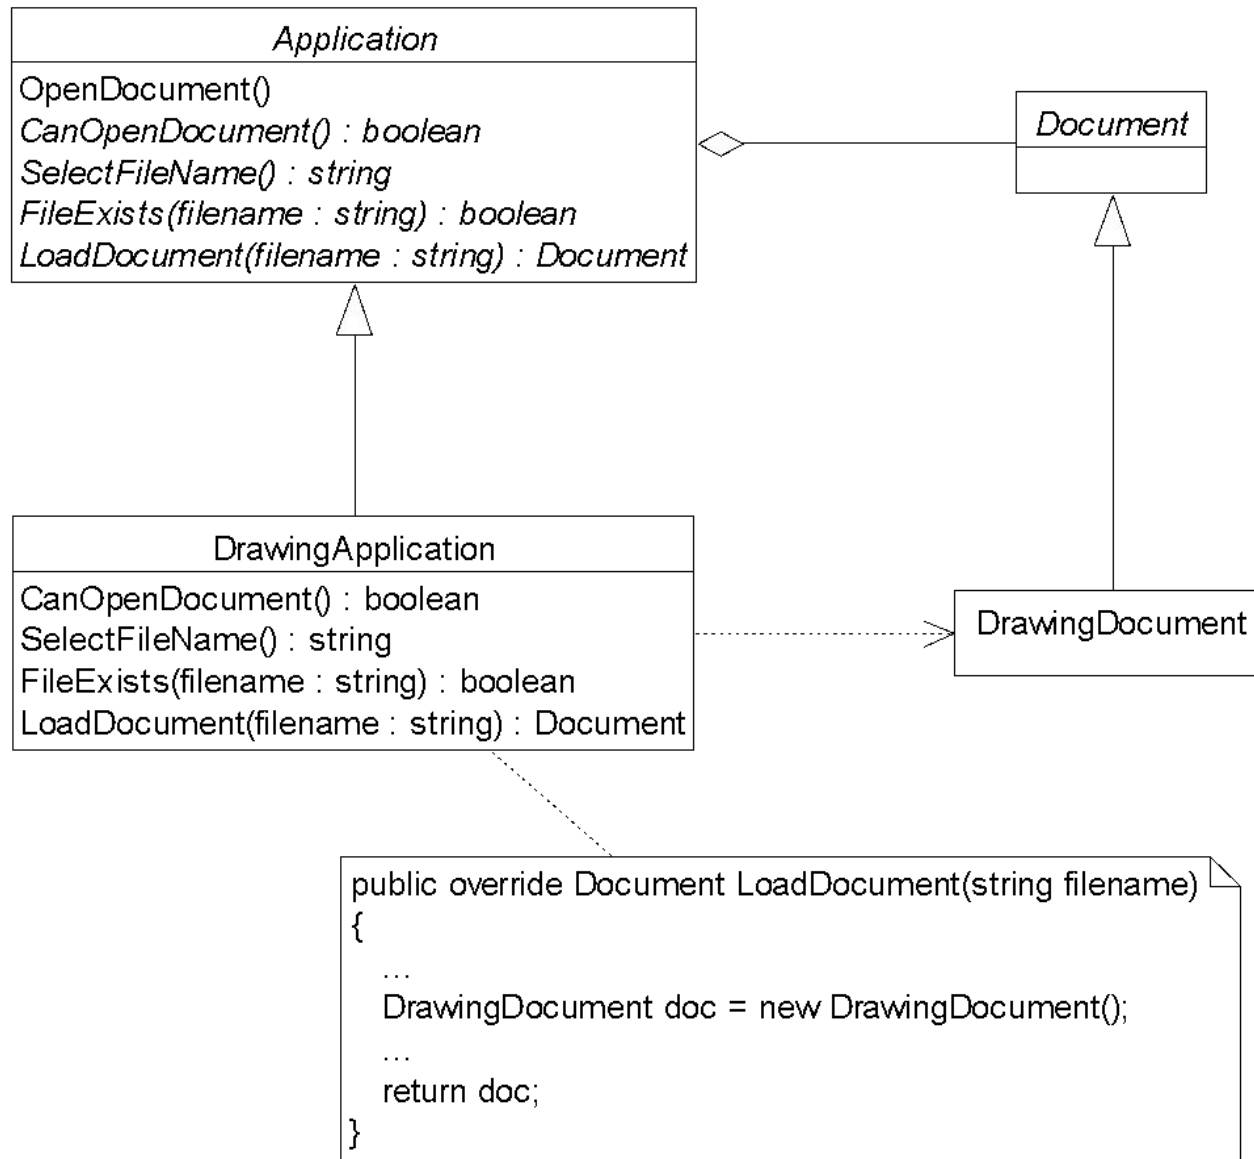 Application
OpenDocument()
CanOpenDocument() : boolean
SelectFileName() : string
FileExists(filename : string) : boolean
LoadDocument(filename : string) : Document
Document
DrawingApplication
CanOpenDocument() : boolean
SelectFileName() : string
FileExists(filename : string) : boolean
LoadDocument(filename : string) : Document
DrawingDocument
public override Document LoadDocument(string filename)
{
...
DrawingDocument doc = new DrawingDocument();
...
return doc;
}